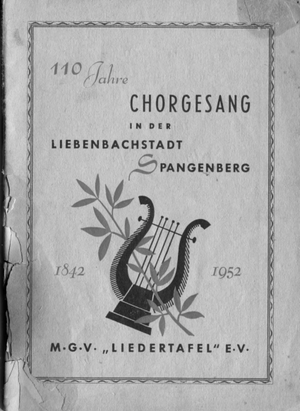 110 Jahre
CHORGESANG
IN DER
LIEBENBACHSTADT
SPANGENBERG
1842 1952
M·G·V· „LIEDERTAFEL" E·V·